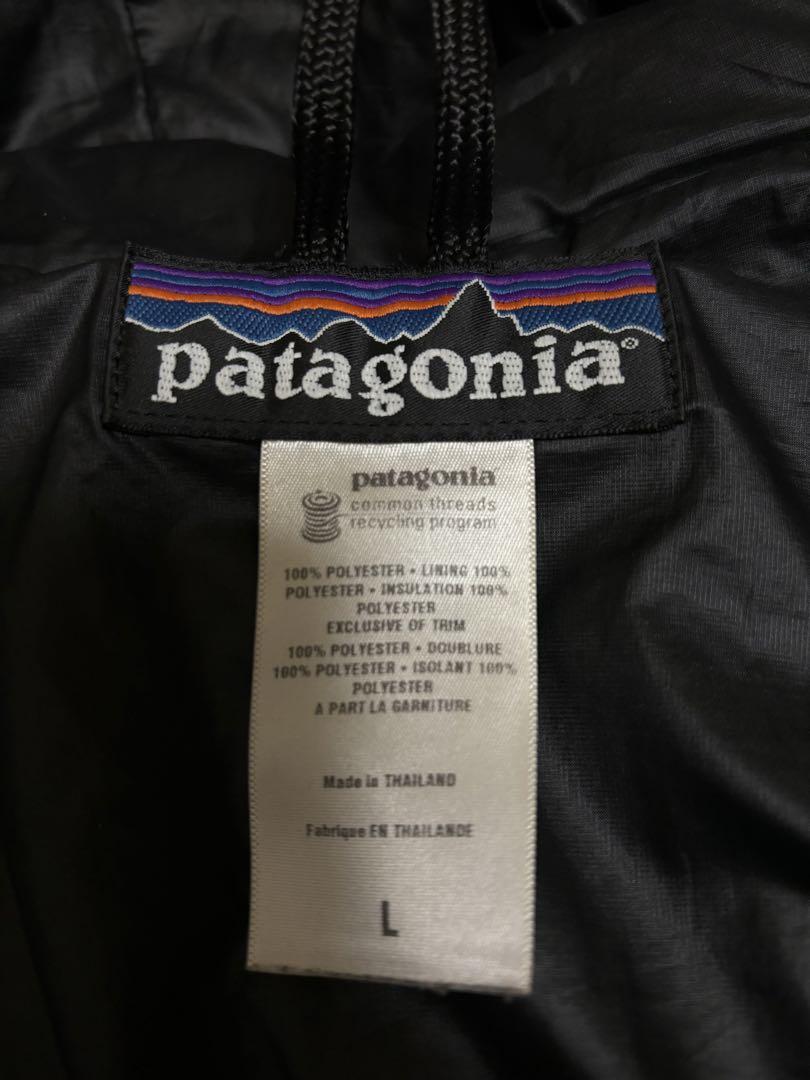 patagonia®
patagonia
common threads
recycling program
100% POLYESTER • LINING 100%
POLYESTER • INSULATION 100%
POLYESTER
EXCLUSIVE OF TRIM
100% POLYESTER • DOUBLURE
100% POLYESTER • ISOLANT 100%
POLYESTER
A PART LA GARNITURE
Made in THAILAND
Fabrique EN THAILANDE
L